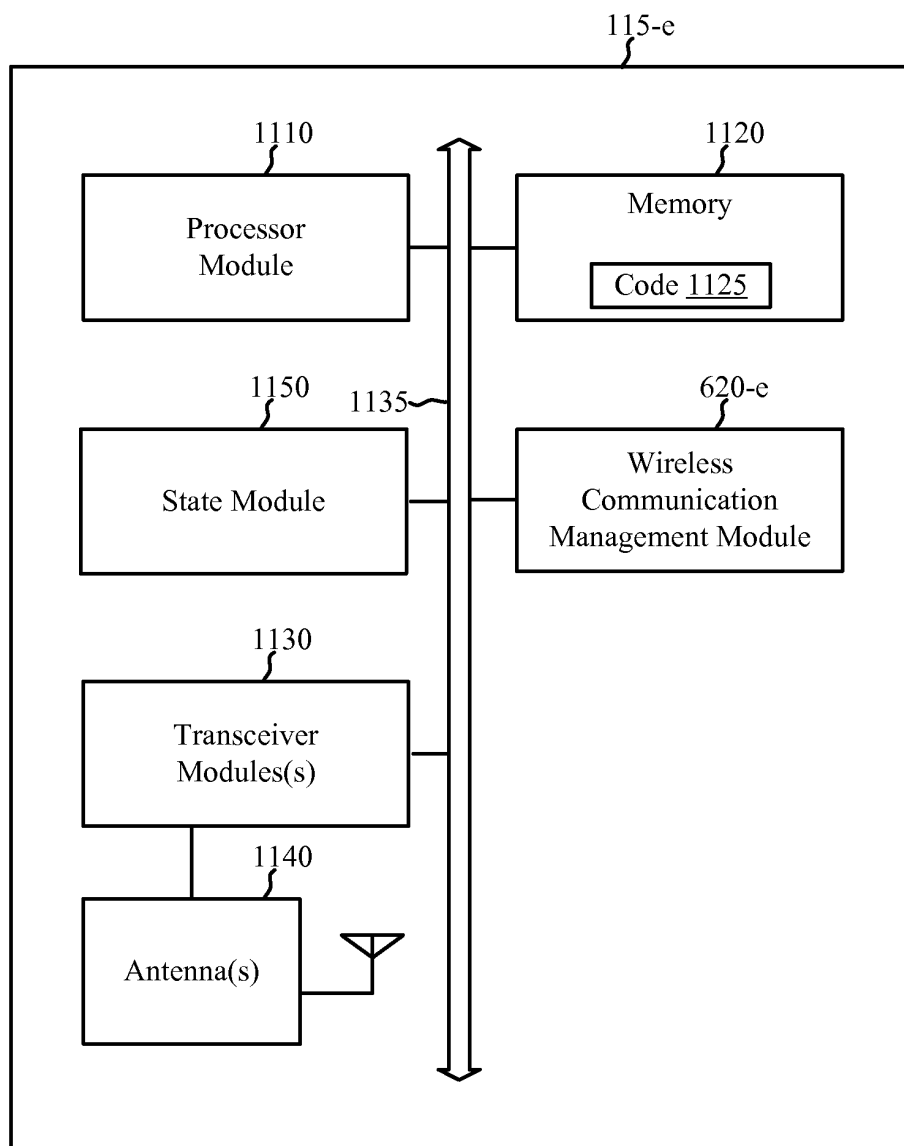 115-e
1110
1120
Processor
Module
Memory
Code 1125
1150
1135
620-e
State Module
Wireless
Communication
Management Module
1130
Transceiver
Modules(s)
1140
Antenna(s)